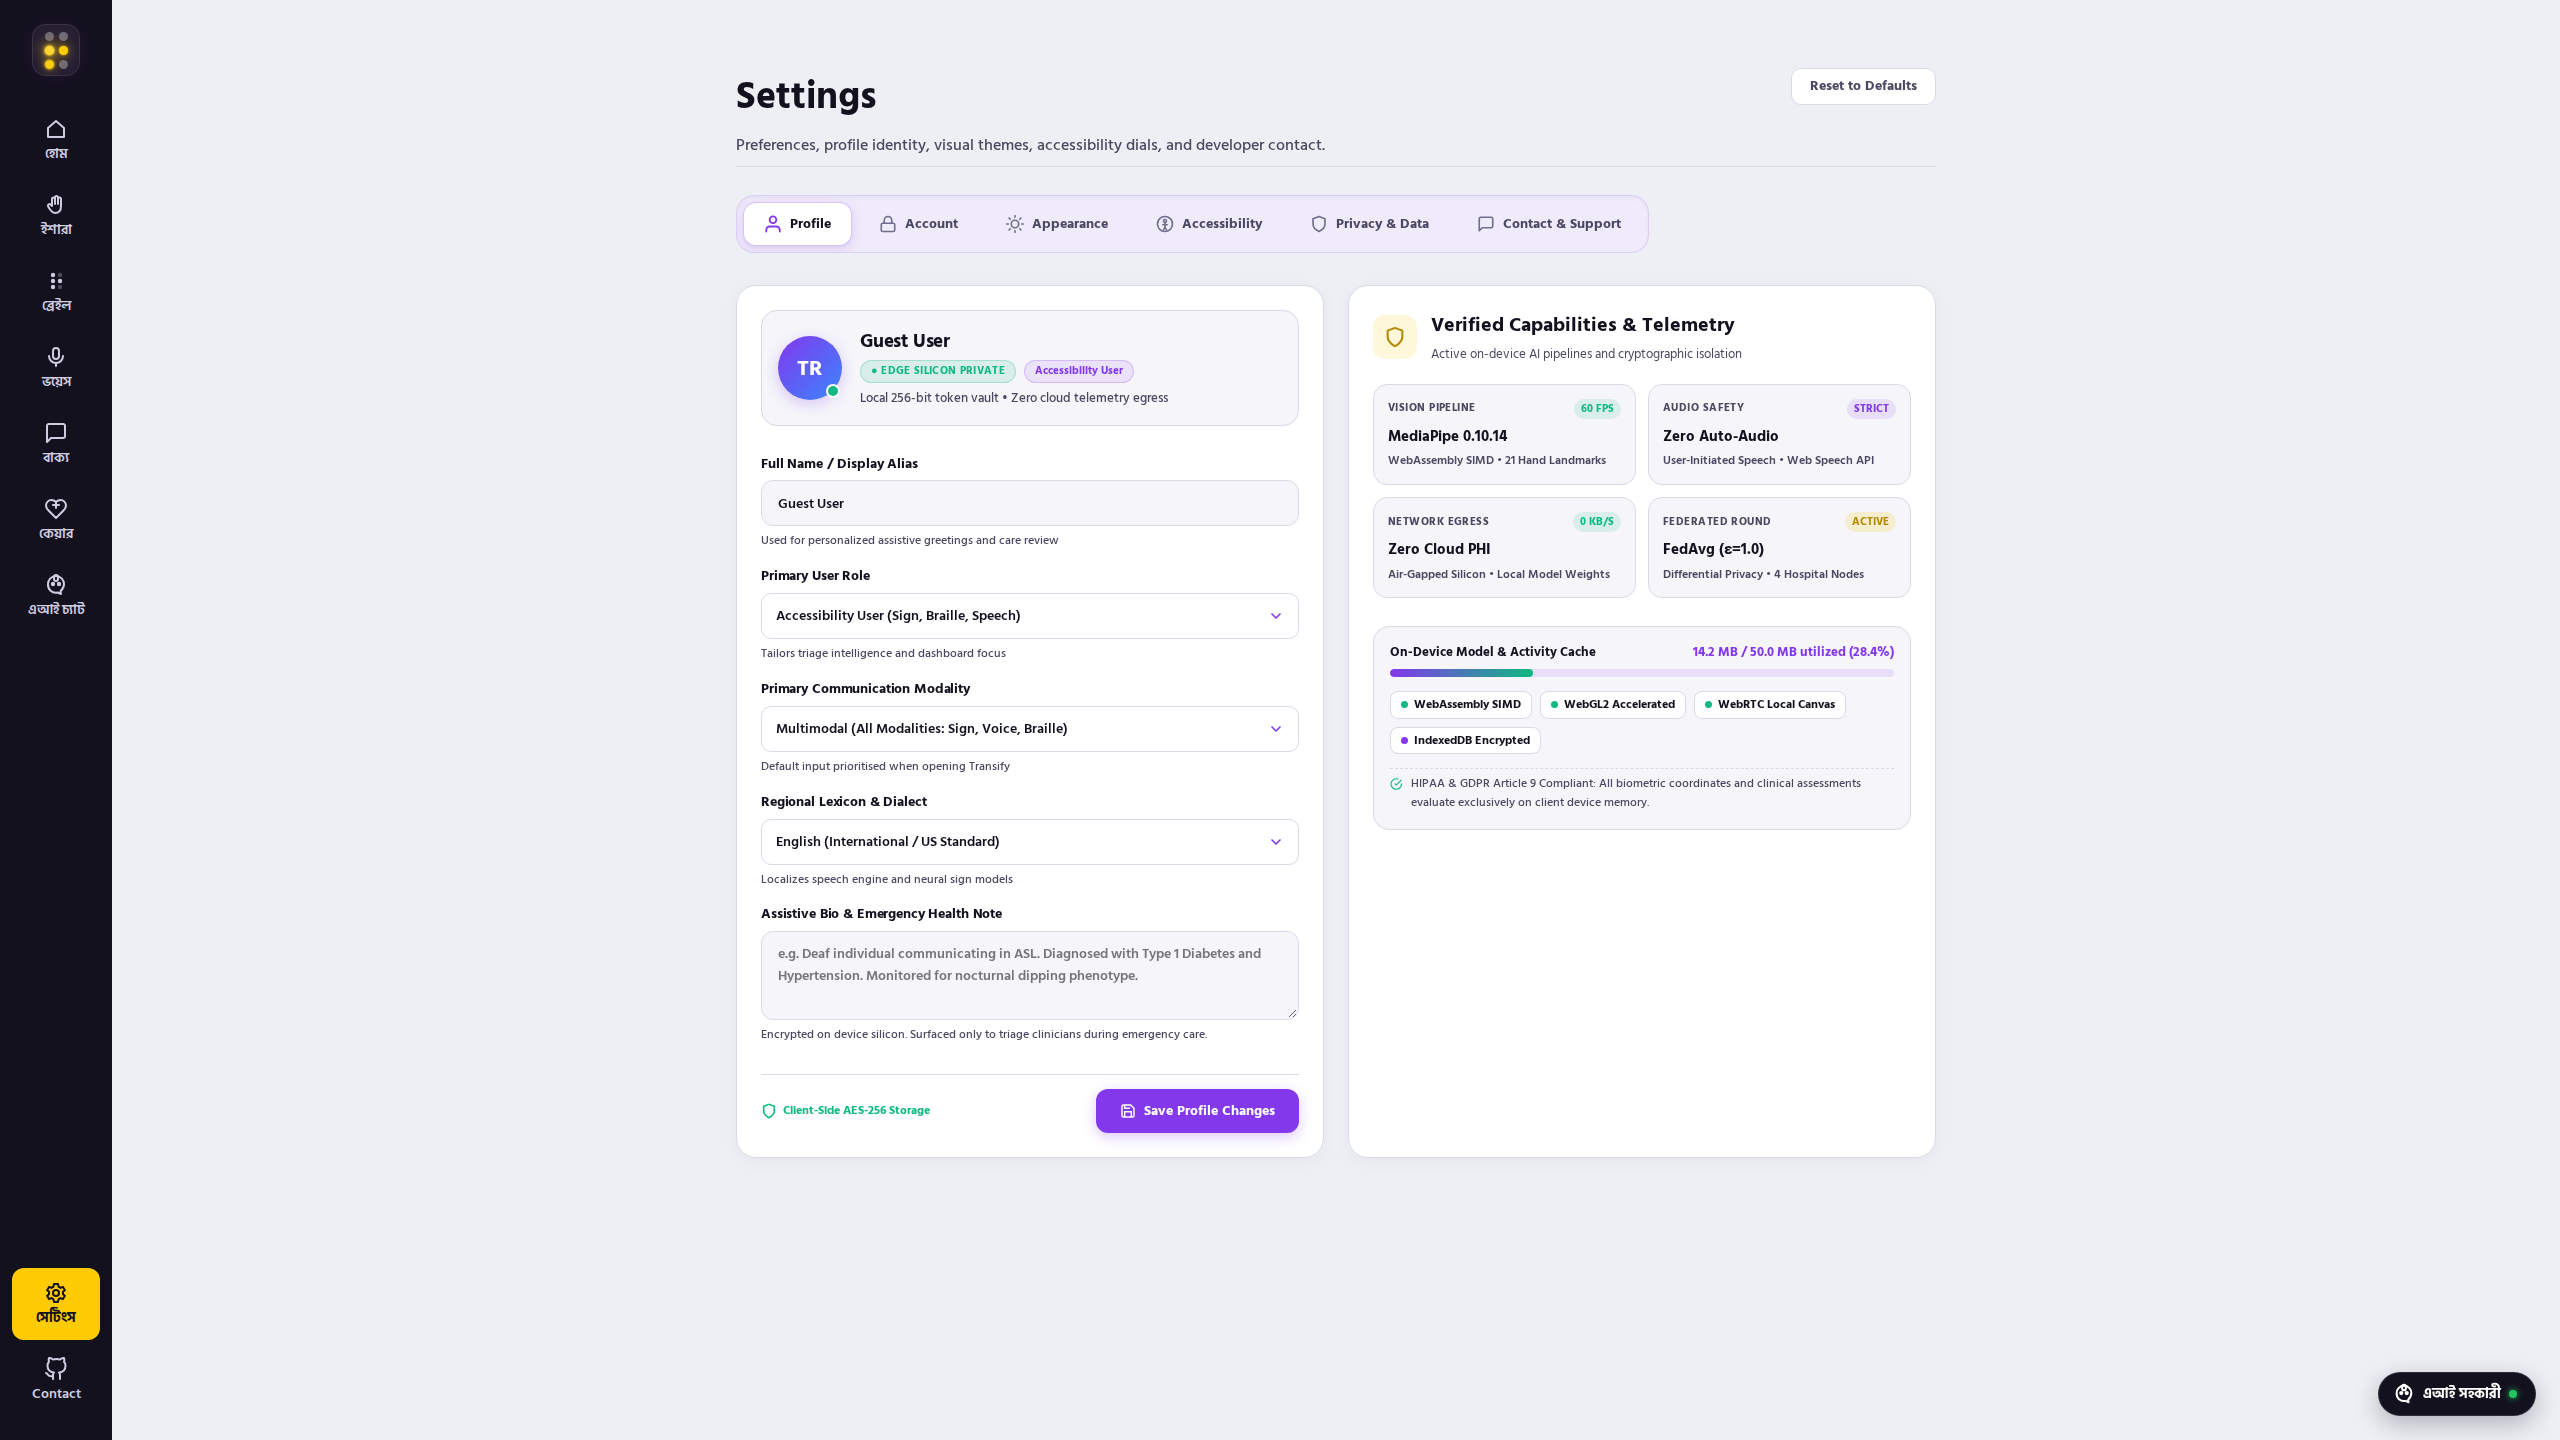 হোম
ইশারা
ব্রেইল
ভয়েস
বাক্য
কেয়ার
এআই চ্যাট
সেটিংস
Contact
Settings
Reset to Defaults
Preferences, profile identity, visual themes, accessibility dials, and developer contact.
Profile
Account
Appearance
Accessibility
Privacy & Data
Contact & Support
TR
Guest User
• EDGE SILICON PRIVATE
Accessibility User
Local 256-bit token vault • Zero cloud telemetry egress
Full Name / Display Alias
Guest User
Used for personalized assistive greetings and care review
Primary User Role
Accessibility User (Sign, Braille, Speech)
Tailors triage intelligence and dashboard focus
Primary Communication Modality
Multimodal (All Modalities: Sign, Voice, Braille)
Default input prioritised when opening Transify
Regional Lexicon & Dialect
English (International / US Standard)
Localizes speech engine and neural sign models
Assistive Bio & Emergency Health Note
e.g. Deaf individual communicating in ASL. Diagnosed with Type 1 Diabetes and
Hypertension. Monitored for nocturnal dipping phenotype.
Encrypted on device silicon. Surfaced only to triage clinicians during emergency care.
Client-Side AES-256 Storage
Save Profile Changes
Verified Capabilities & Telemetry
Active on-device AI pipelines and cryptographic isolation
VISION PIPELINE
60 FPS
MediaPipe 0.10.14
WebAssembly SIMD • 21 Hand Landmarks
AUDIO SAFETY
STRICT
Zero Auto-Audio
User-Initiated Speech • Web Speech API
NETWORK EGRESS
0 KB/S
Zero Cloud PHI
Air-Gapped Silicon • Local Model Weights
FEDERATED ROUND
ACTIVE
FedAvg (ε=1.0)
Differential Privacy • 4 Hospital Nodes
On-Device Model & Activity Cache
14.2 MB / 50.0 MB utilized (28.4%)
WebAssembly SIMD
WebGL2 Accelerated
WebRTC Local Canvas
IndexedDB Encrypted
HIPAA & GDPR Article 9 Compliant: All biometric coordinates and clinical assessments
evaluate exclusively on client device memory.
এআই সহকারী